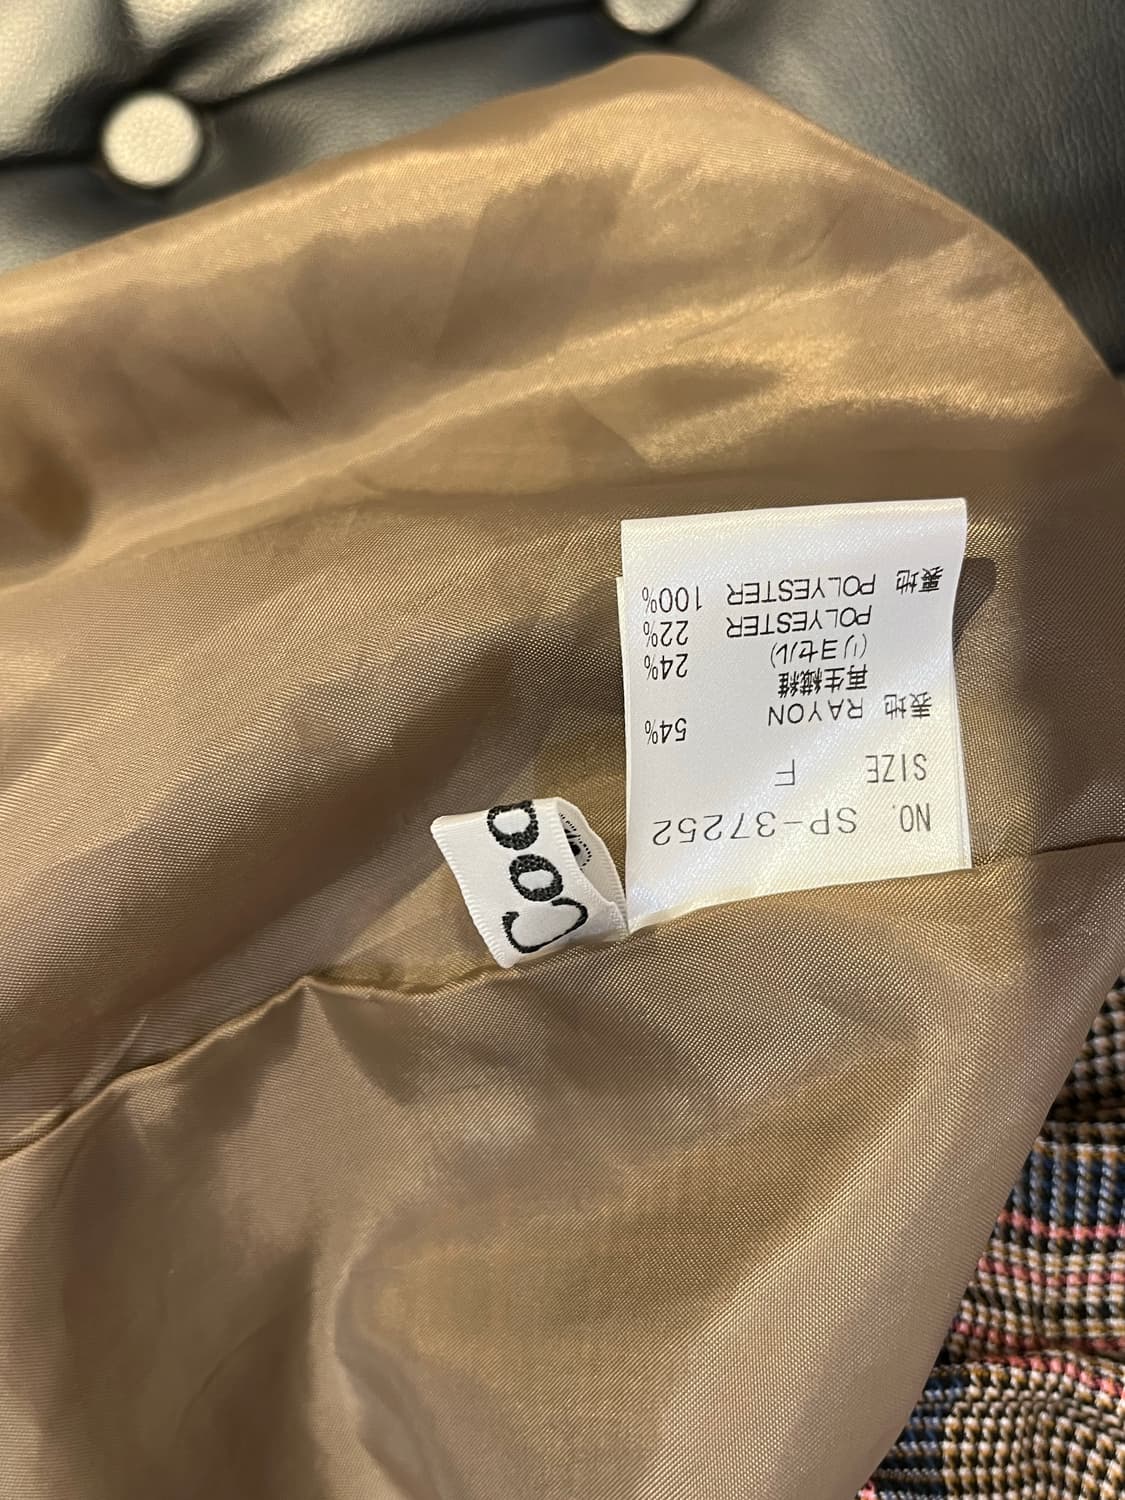 NO. SP-37252
SIZE F
表地 RAYON 54%
再生繊維
(リヨセル) 24%
POLYESTER 22%
裏地 POLYESTER 100%
Coo